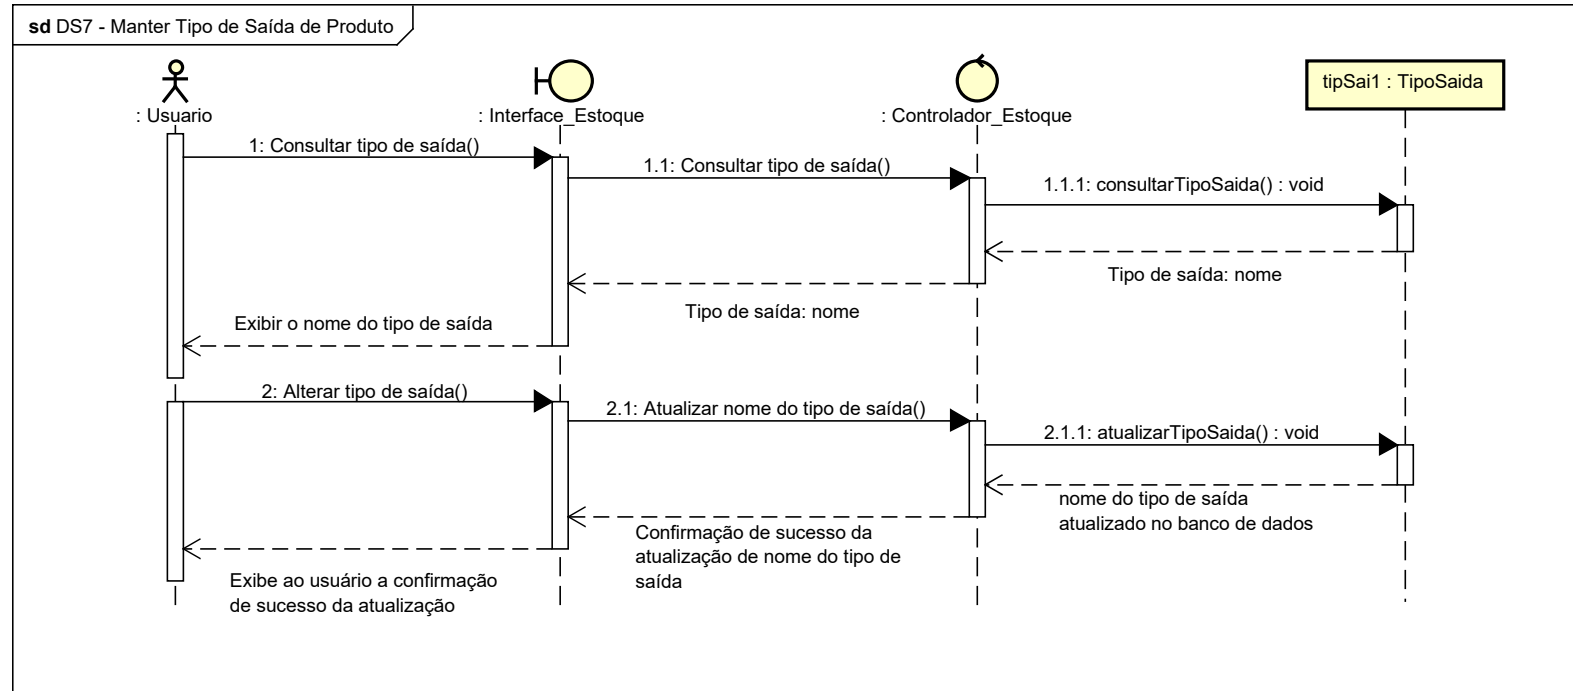 sd DS7 - Manter Tipo de Saída de Produto
: Usuario
: Interface_Estoque
: Controlador_Estoque
tipSai1 : TipoSaida
1: Consultar tipo de saída()
1.1: Consultar tipo de saída()
1.1.1: consultarTipoSaida() : void
Tipo de saída: nome
Tipo de saída: nome
Exibir o nome do tipo de saída
2: Alterar tipo de saída()
2.1: Atualizar nome do tipo de saída()
2.1.1: atualizarTipoSaida() : void
nome do tipo de saída
atualizado no banco de dados
Confirmação de sucesso da
atualização de nome do tipo de
saída
Exibe ao usuário a confirmação
de sucesso da atualização